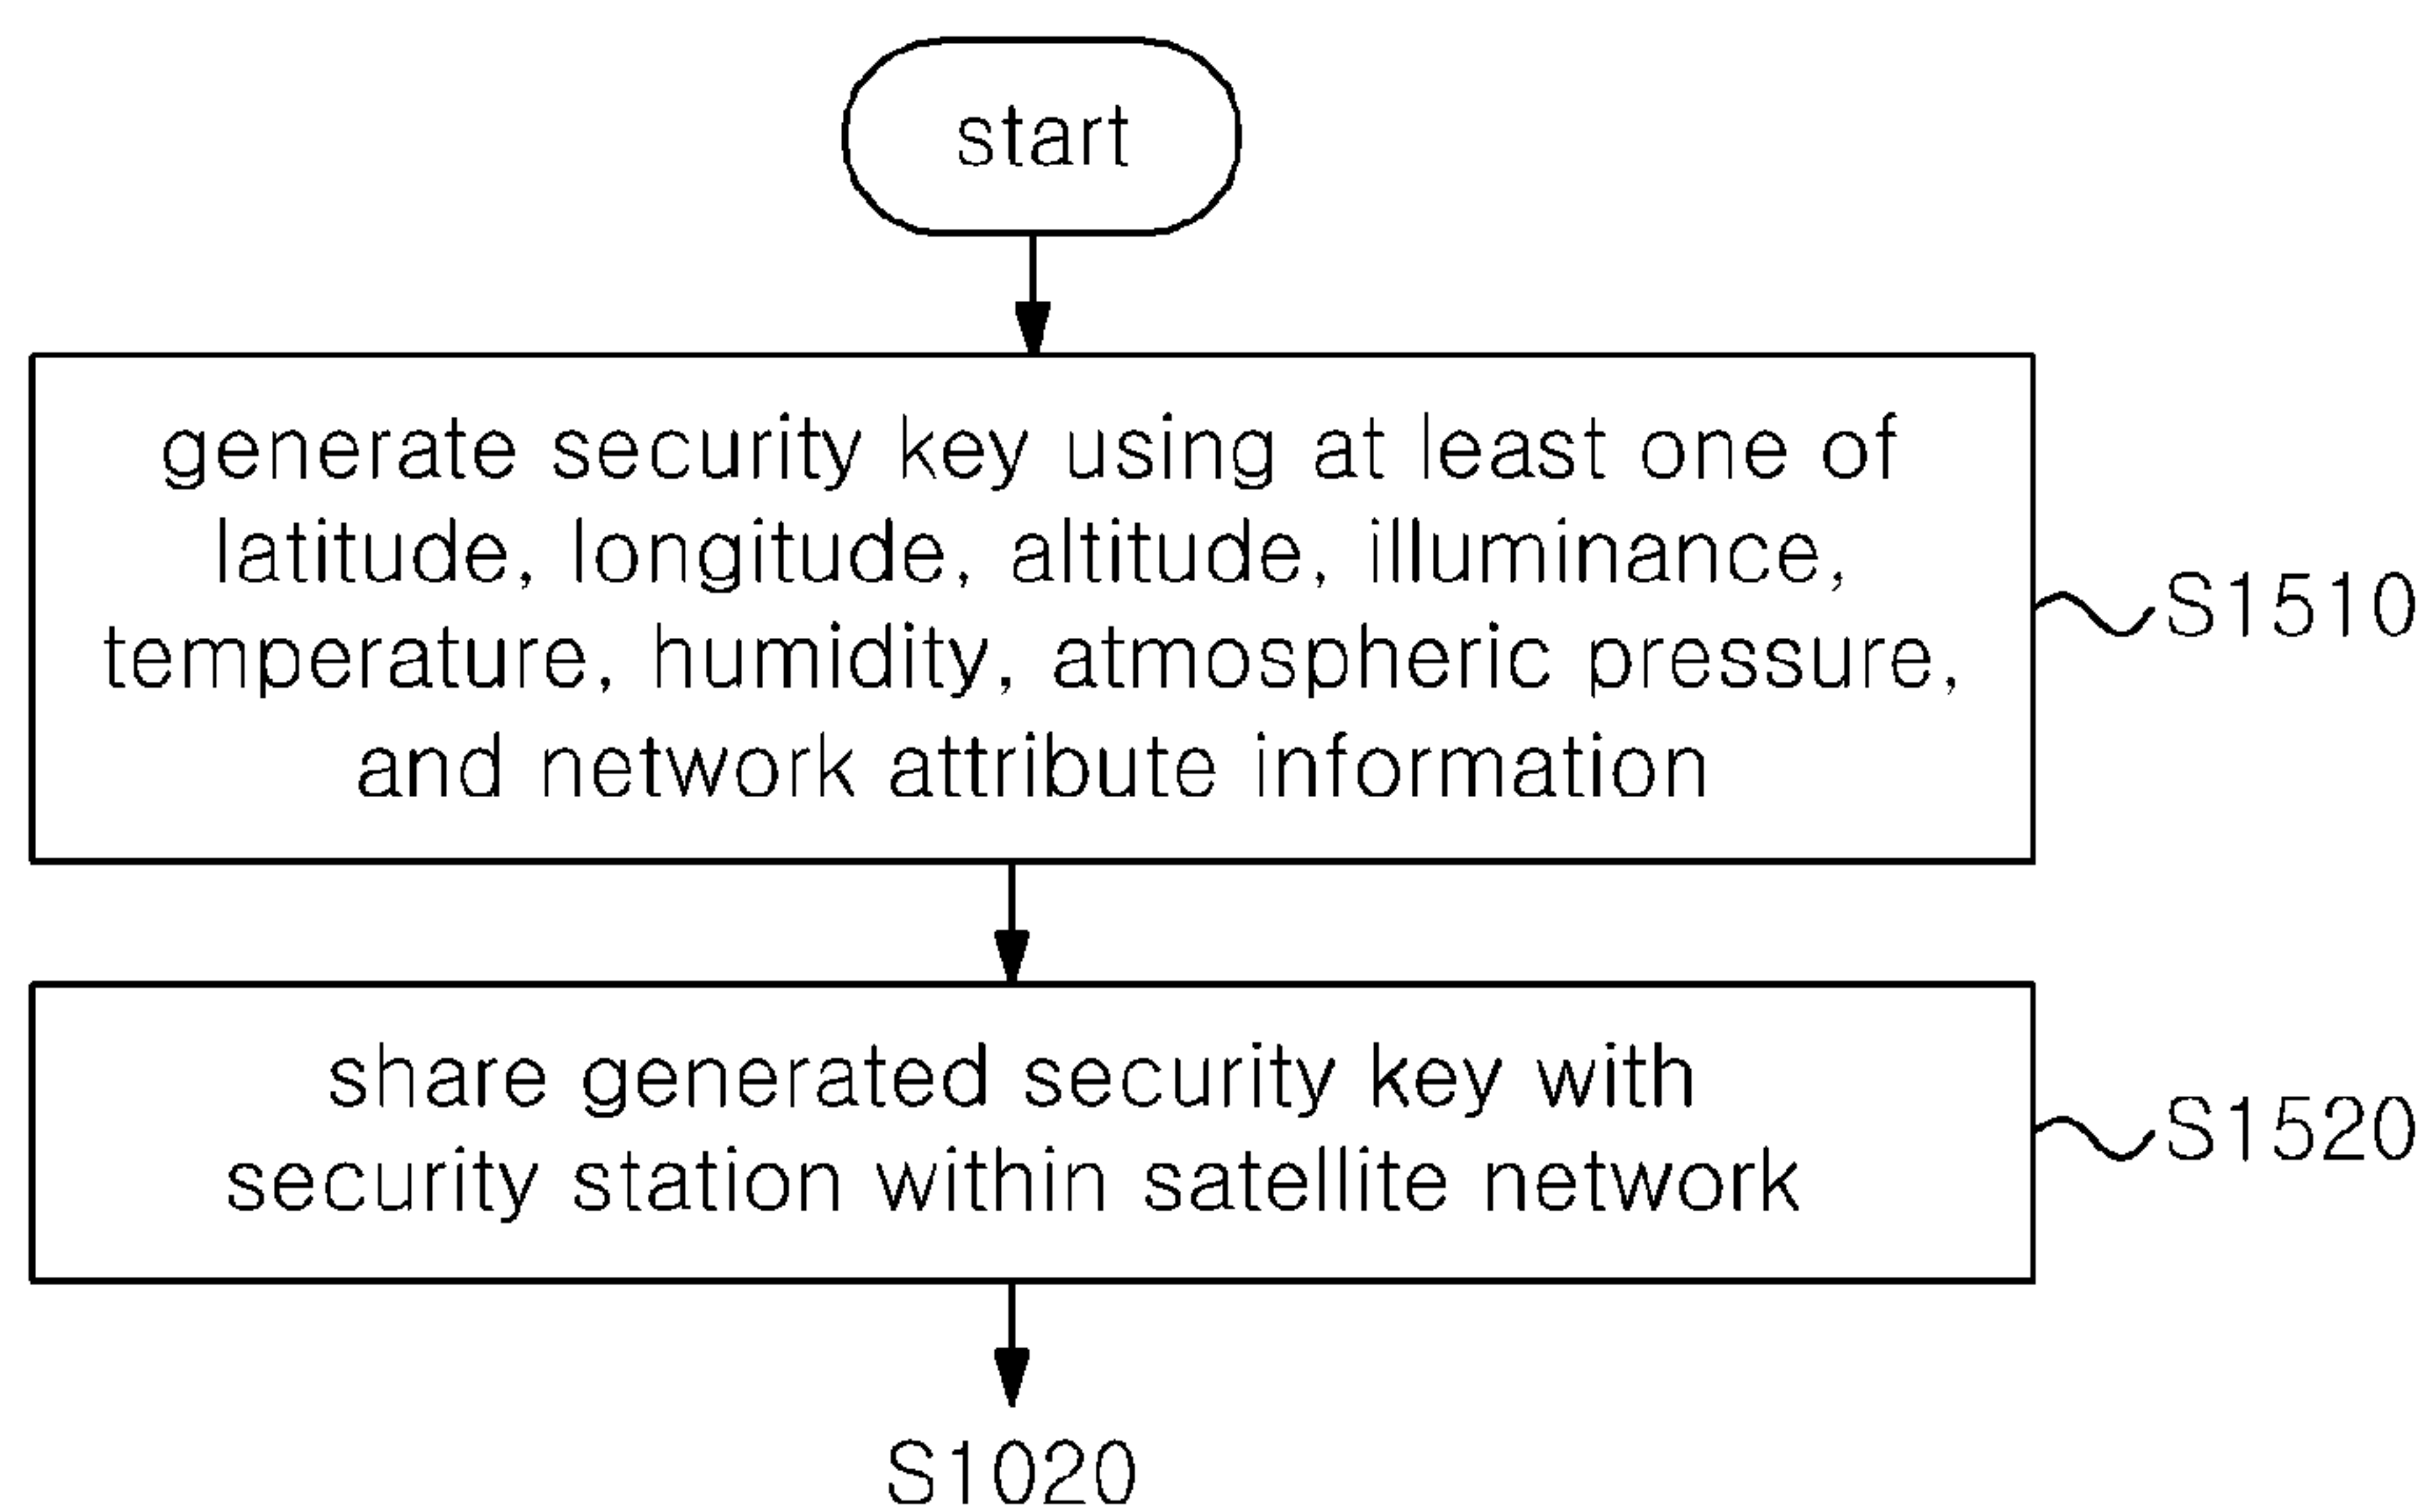 start
generate security key using at least one of
latitude, longitude, altitude, illuminance,
temperature, humidity, atmospheric pressure,
and network attribute information
S1510
share generated security key with
security station within satellite network
S1520
S1020